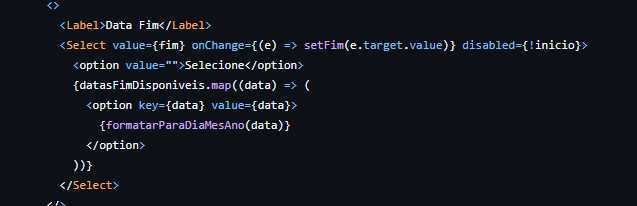 <>
<Label>Data Fim</Label>
<Select value={fim} onChange={(e) => setFim(e.target.value)} disabled={!inicio}>
<option value="">Selecione</option>
{datasFimDisponiveis.map((data) => (
<option key={data} value={data}>
{formatarParaDiaMesAno(data)}
</option>
))}
</Select>
</>